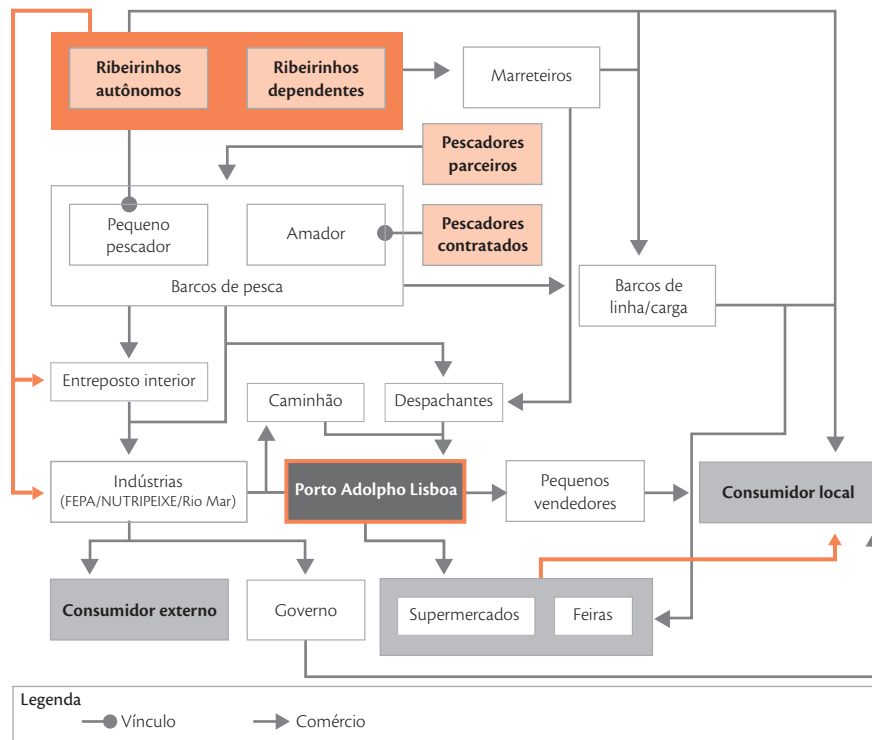 Ribeirinhos
autônomos
Ribeirinhos
dependentes
Marreteiros
Pescadores
parceiros
Pequeno
pescador
Amador
Pescadores
contratados
Barcos de pesca
Barcos de
linha/carga
Entreposto interior
Caminhão
Despachantes
Indústrias
(FEPA/NUTRIPEIXE/Rio Mar)
Porto Adolpho Lisboa
Pequenos
vendedores
Consumidor local
Consumidor externo
Governo
Supermercados
Feiras
Legenda
Vínculo
Comércio